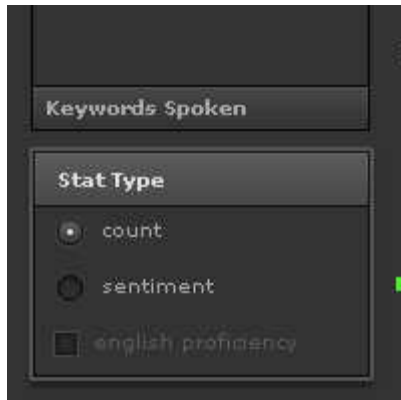 Keywords Spoken
Stat Type
count
sentiment
english proficiency